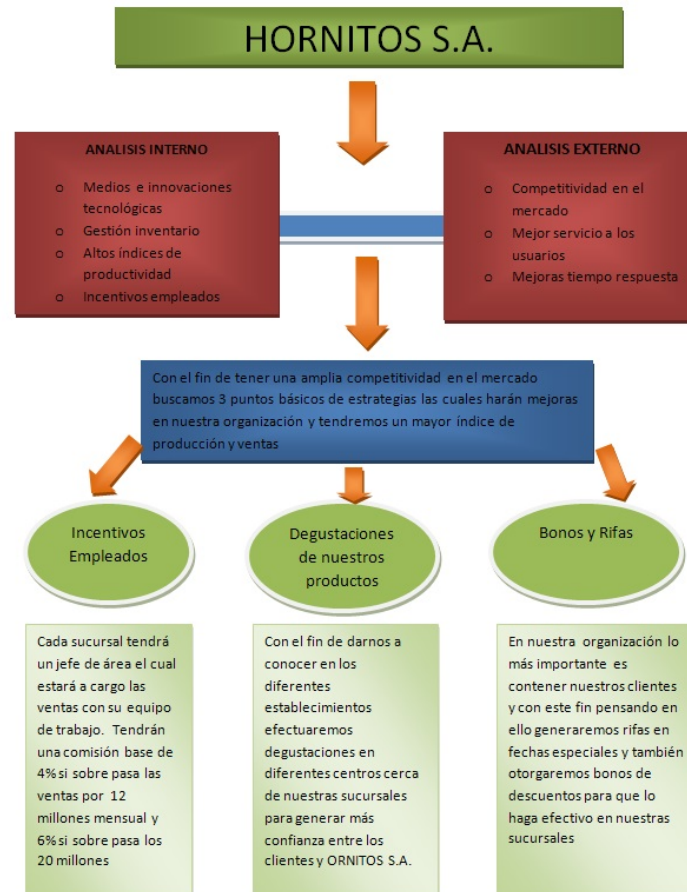 HORNITOS S.A.
ANALISIS INTERNO
o Medios e innovaciones
tecnológicas
o Gestión inventario
o Altos índices de
productividad
o Incentivos empleados
ANALISIS EXTERNO
o Competitividad en el
mercado
o Mejor servicio a los
usuarios
o Mejoras tiempo respuesta
Con el fin de tener una amplia competitividad en el mercado
buscamos 3 puntos básicos de estrategias las cuales harán mejoras
en nuestra organización y tendremos un mayor índice de
producción y ventas
Incentivos
Empleados
Cada sucursal tendrá
un jefe de área el cual
estará a cargo las
ventas con su equipo
de trabajo. Tendrán
una comisión base de
4% si sobre pasa las
ventas por 12
millones mensual y
6% si sobre pasa los
20 millones
Degustaciones
de nuestros
productos
Con el fin de darnos a
conocer en los
diferentes
establecimientos
efectuaremos
degustaciones en
diferentes centros cerca
de nuestras sucursales
para generar más
confianza entre los
clientes y ORNITOS S.A.
Bonos y Rifas
En nuestra organización lo
más importante es
contener nuestros clientes
y con este fin pensando en
ello generaremos rifas en
fechas especiales y también
otorgaremos bonos de
descuentos para que lo
haga efectivo en nuestras
sucursales